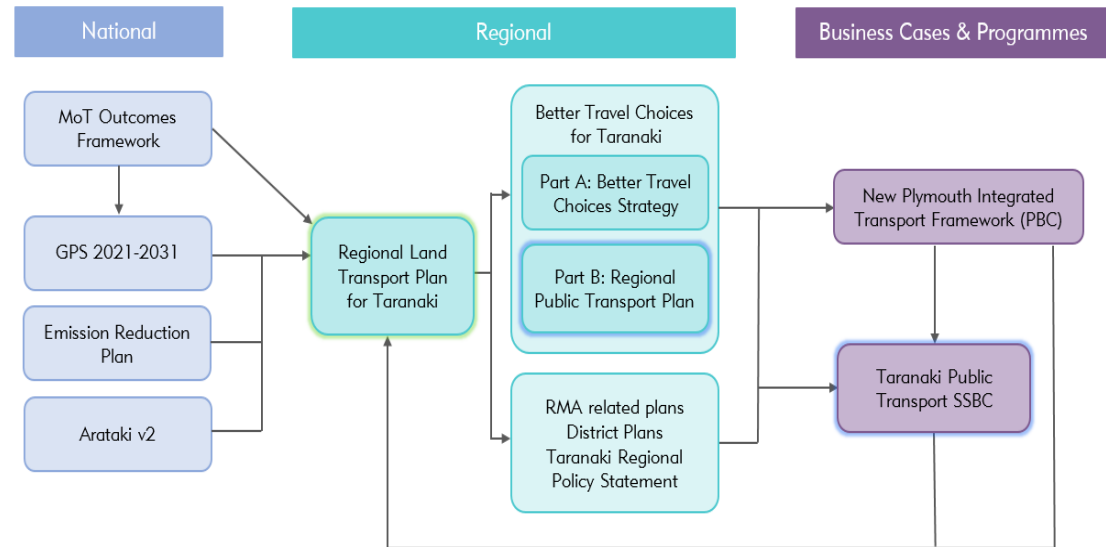 National
Regional
Business Cases & Programmes
MoT Outcomes
Framework
GPS 2021-2031
Emission Reduction
Plan
Arataki v2
Regional Land
Transport Plan
for Taranaki
Better Travel Choices
for Taranaki
Part A: Better Travel
Choices Strategy
Part B: Regional
Public Transport Plan
RMA related plans
District Plans
Taranaki Regional
Policy Statement
New Plymouth Integrated
Transport Framework (PBC)
Taranaki Public
Transport SSBC